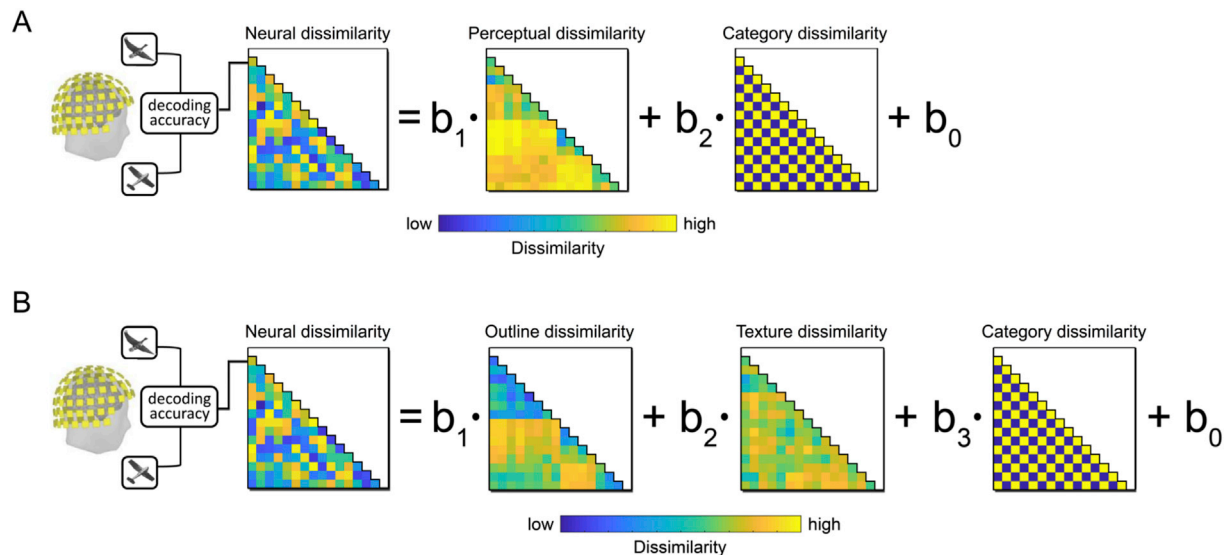 A
Neural dissimilarity
Perceptual dissimilarity
Category dissimilarity
decoding
accuracy
= b1· + b2· + b0
low
high
Dissimilarity
B
Neural dissimilarity
Outline dissimilarity
Texture dissimilarity
Category dissimilarity
decoding
accuracy
= b1· + b2· + b3· + b0
low
high
Dissimilarity